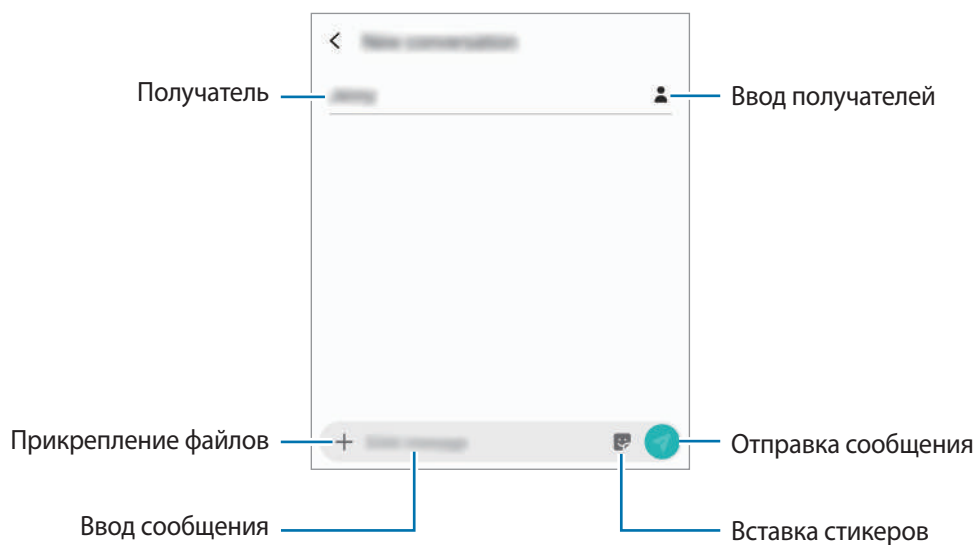 Получатель
Ввод получателей
Прикрепление файлов
Отправка сообщения
Ввод сообщения
Вставка стикеров